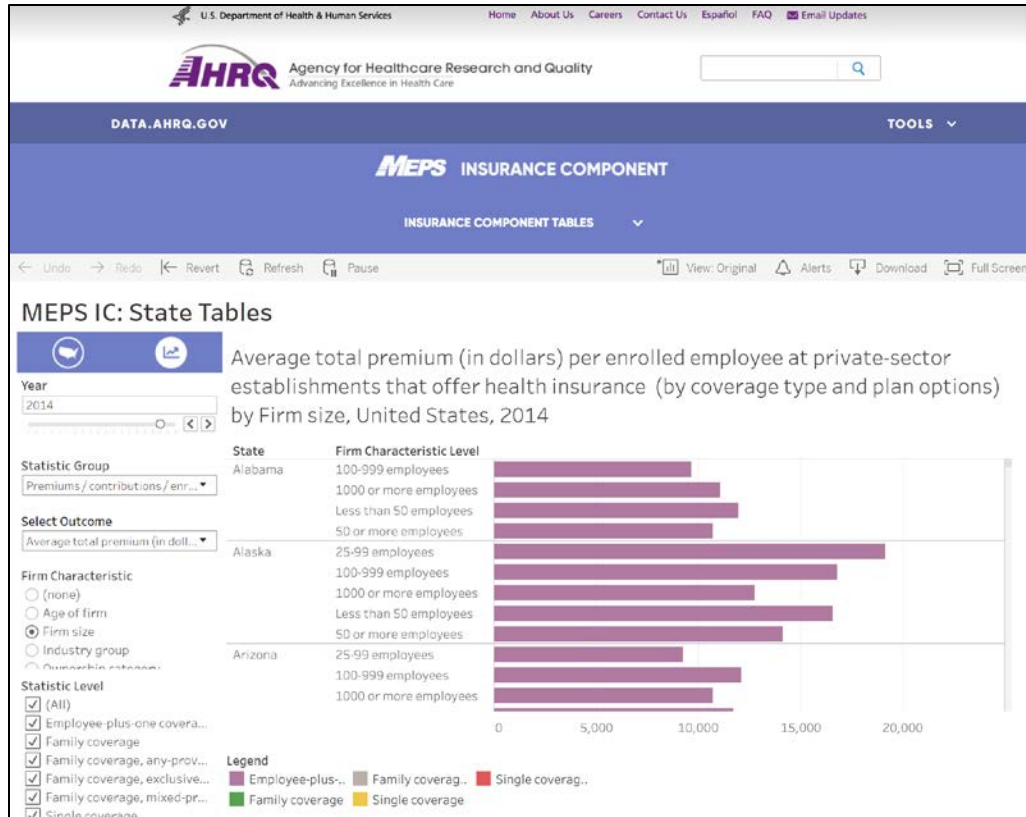 U.S. Department of Health & Human Services
Home About Us Careers Contact Us Español FAQ Email Updates
AHRQ Agency for Healthcare Research and Quality
Advancing Excellence in Health Care
DATA.AHRQ.GOV TOOLS
MEPS INSURANCE COMPONENT
INSURANCE COMPONENT TABLES
Undo Redo Revert Refresh Pause View: Original Alerts Download Full Screen
MEPS IC: State Tables
Average total premium (in dollars) per enrolled employee at private-sector
establishments that offer health insurance (by coverage type and plan options)
by Firm size, United States, 2014
Year
2014
Statistic Group
Premiums/contributions/enr...
Select Outcome
Average total premium (in doll...
Firm Characteristic
(none)
Age of firm
Firm size
Industry group
Ownership category
Statistic Level
(All)
Employee-plus-one covera...
Family coverage
Family coverage, any-prov...
Family coverage, exclusive...
Family coverage, mixed-pr...
Single coverage
State Firm Characteristic Level
Alabama 100-999 employees
1000 or more employees
Less than 50 employees
50 or more employees
Alaska 25-99 employees
100-999 employees
1000 or more employees
Less than 50 employees
50 or more employees
Arizona 25-99 employees
100-999 employees
1000 or more employees
0 5,000 10,000 15,000 20,000
Legend
Employee-plus-.. Family coverag.. Single coverag..
Family coverage Single coverage